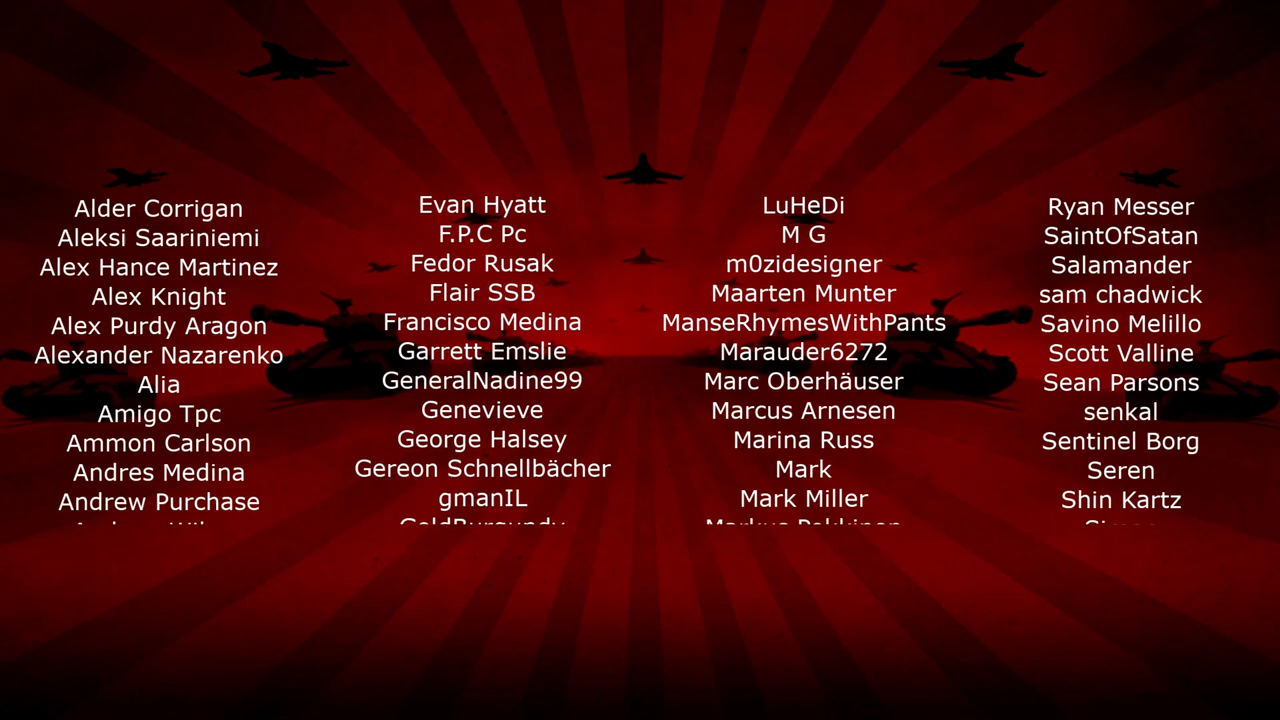 Alder Corrigan
Aleksi Saariniemi
Alex Hance Martinez
Alex Knight
Alex Purdy Aragon
Alexander Nazarenko
Alia
Amigo Tpc
Ammon Carlson
Andres Medina
Andrew Purchase
Evan Hyatt
F.P.C Pc
Fedor Rusak
Flair SSB
Francisco Medina
Garrett Emslie
GeneralNadine99
Genevieve
George Halsey
Gereon Schnellbächer
gmanIL
GoldBurgundy
LuHeDi
M G
m0zidesigner
Maarten Munter
ManseRhymesWithPants
Marauder6272
Marc Oberhäuser
Marcus Arnesen
Marina Russ
Mark
Mark Miller
Ryan Messer
SaintOfSatan
Salamander
sam chadwick
Savino Melillo
Scott Valline
Sean Parsons
senkal
Sentinel Borg
Seren
Shin Kartz